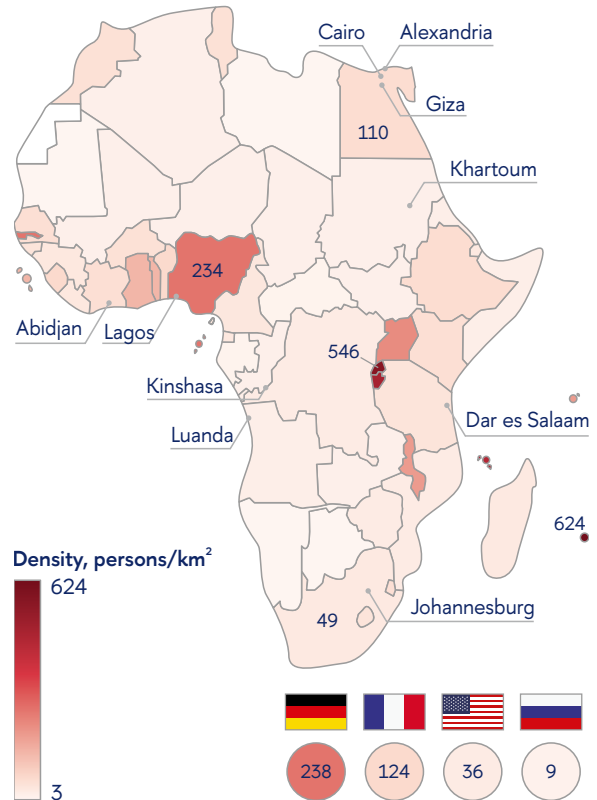 Cairo
Alexandria
Giza
110
Khartoum
234
Abidjan
Lagos
546
Kinshasa
Dar es Salaam
Luanda
624
Density, persons/km²
624
Johannesburg
49
3
238
124
36
9